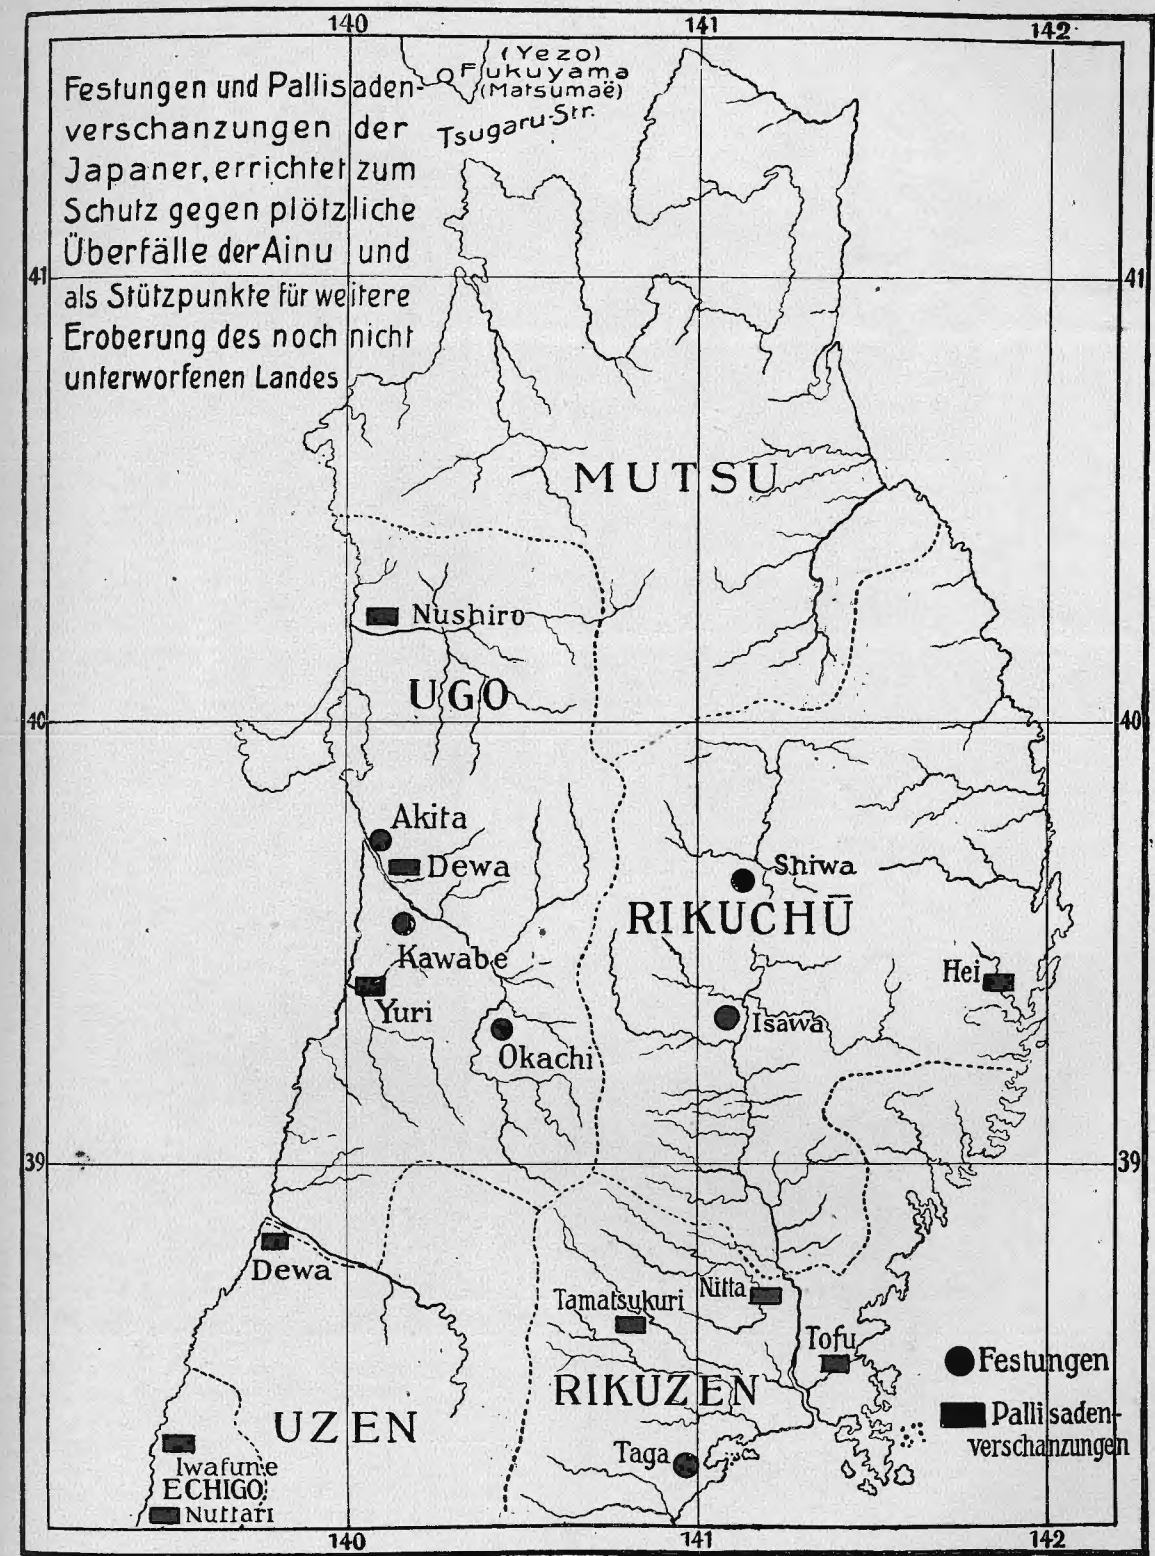 140
141
142
(Yezo)
Fukuyama
(Matsumaë)
Tsugaru-Str.
Festungen und Pallisaden-
verschanzungen der
Japaner, errichtet zum
Schutz gegen plötzliche
Überfälle der Ainu und
als Stützpunkte für weitere
Eroberung des noch nicht
unterworfenen Landes
41
41
MUTSU
Nushiro
UGO
40
40
Akita
Dewa
Shiwa
RIKUCHŪ
Kawabe
Hei
Yuri
Isawa
Okachi
39
39
Dewa
Nitta
Tamatsukuri
Tofu
Festungen
RIKUZEN
Pallisaden-
verschanzungen
UZEN
Taga
Iwafune
ECHIGO
Nuttari
140
141
142